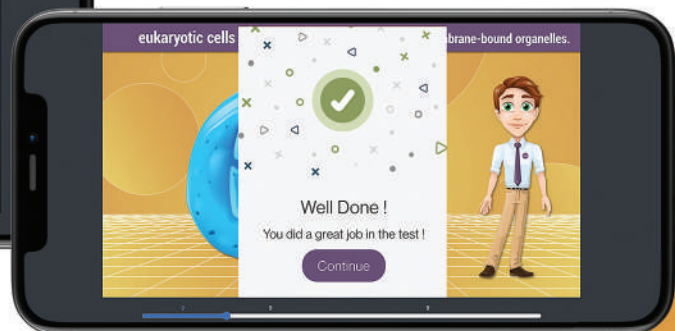 eukaryotic cells
brane-bound organelles.
Well Done !
You did a great job in the test !
Continue